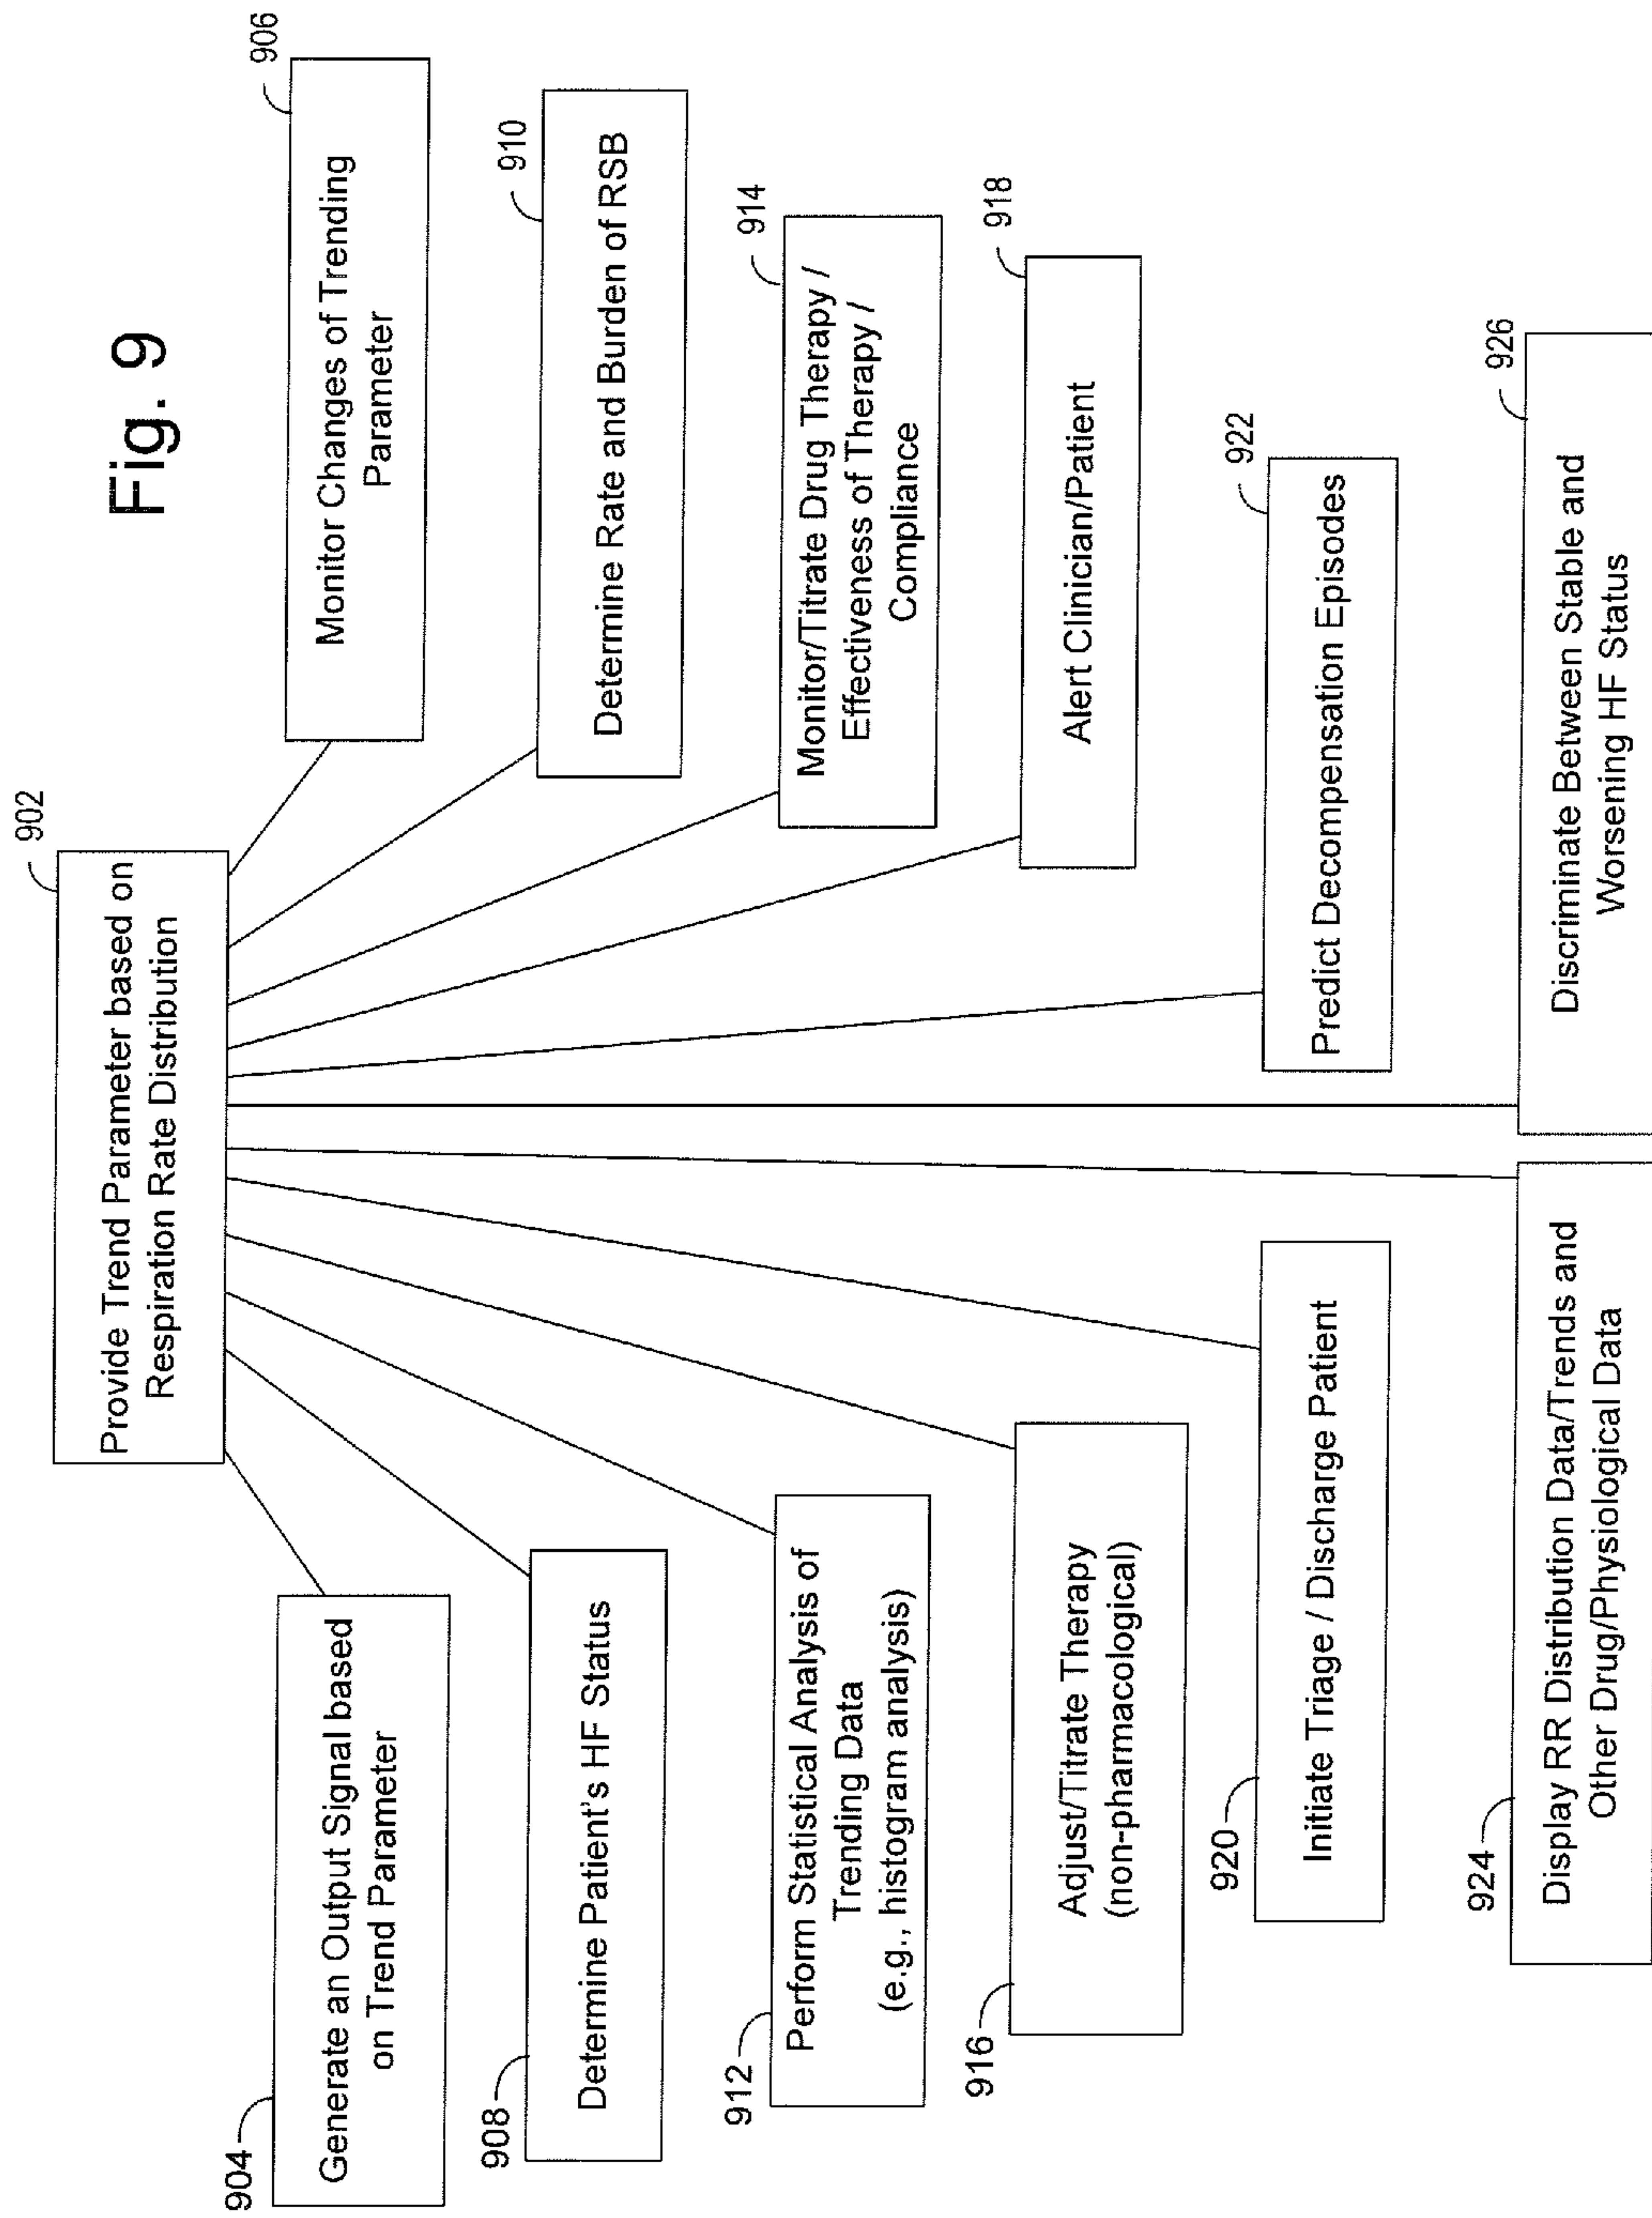 Fig. 9
902
Provide Trend Parameter based on
Respiration Rate Distribution
904
Generate an Output Signal based
on Trend Parameter
906
Monitor Changes of Trending
Parameter
908
Determine Patient's HF Status
910
Determine Rate and Burden of RSB
912
Perform Statistical Analysis of
Trending Data
(e.g., histogram analysis)
914
Monitor/Titrate Drug Therapy /
Effectiveness of Therapy /
Compliance
916
Adjust/Titrate Therapy
(non-pharmacological)
918
Alert Clinician/Patient
920
Initiate Triage / Discharge Patient
922
Predict Decompensation Episodes
924
Display RR Distribution Data/Trends and
Other Drug/Physiological Data
926
Discriminate Between Stable and
Worsening HF Status